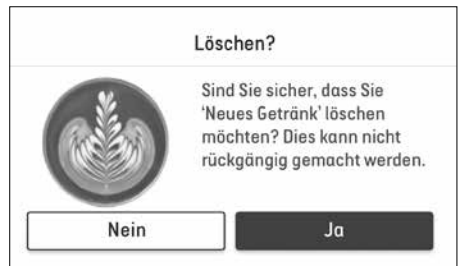 Löschen?
Sind Sie sicher, dass Sie
‘Neues Getränk’ löschen
möchten? Dies kann nicht
rückgängig gemacht werden.
Nein
Ja